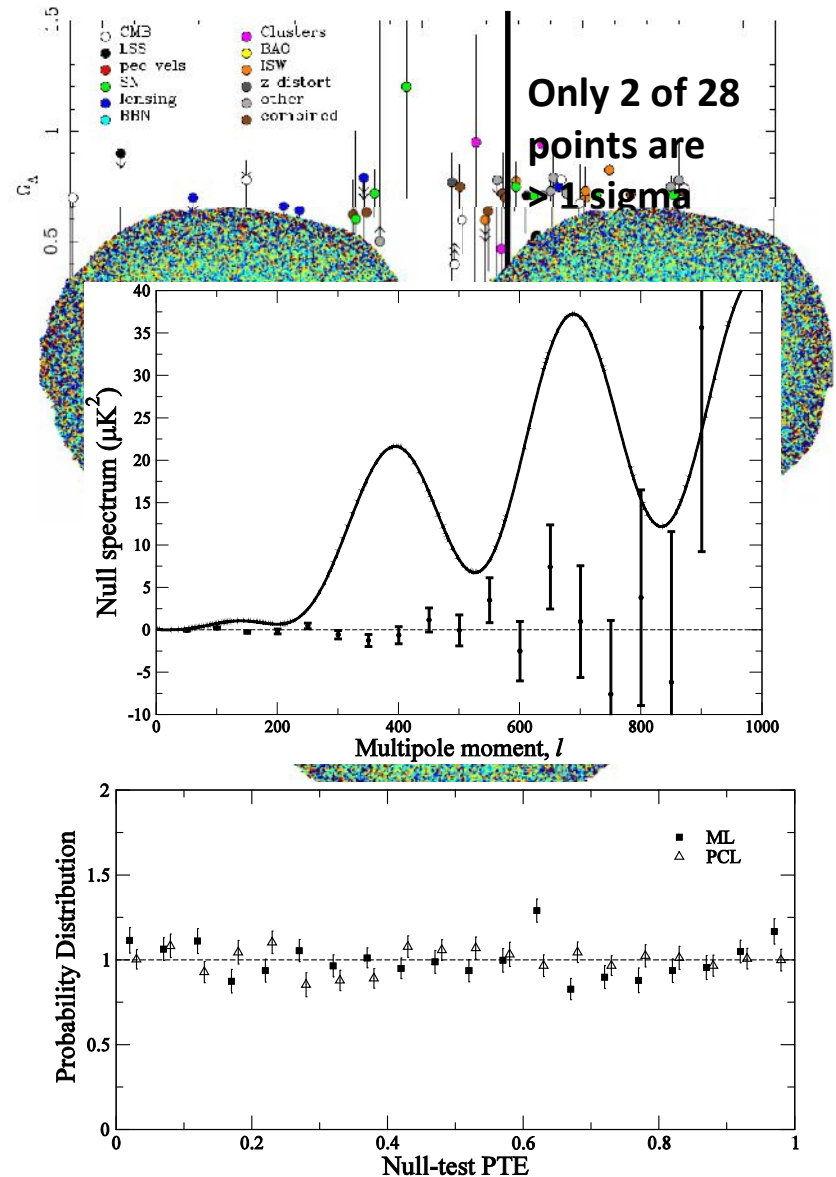 1.5
1
0.5
Ω_Λ
CMB
LSS
pec vels
SN
lensing
BBN
Clusters
BAO
ISW
z distort
other
combined
Only 2 of 28
points are
> 1 sigma
40
35
30
25
20
15
10
5
0
-5
-10
Null spectrum (μK²)
0 200 400 600 800 1000
Multipole moment, l
2
1.5
1
0.5
0
Probability Distribution
ML
PCL
0 0.2 0.4 0.6 0.8 1
Null-test PTE